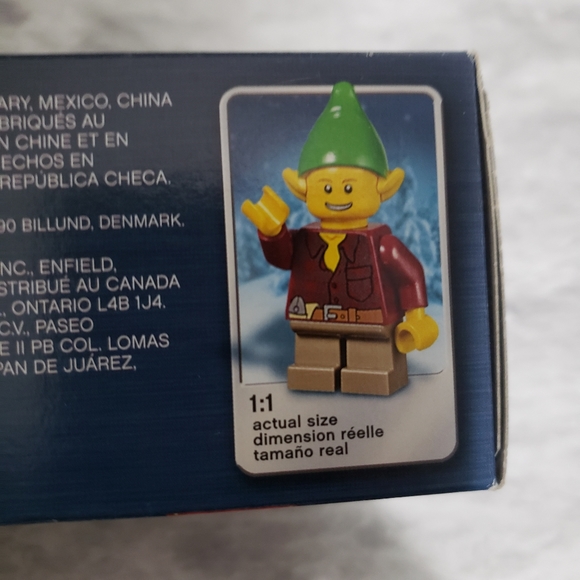 ARY, MEXICO, CHINA
BRIQUÉS AU
N CHINE ET EN
ECHOS EN
REPÚBLICA CHECA.
90 BILLUND, DENMARK.
NC., ENFIELD,
STRIBUÉ AU CANADA
., ONTARIO L4B 1J4.
C.V., PASEO
E II PB COL. LOMAS
PAN DE JUÁREZ,
1:1
actual size
dimension réelle
tamaño real